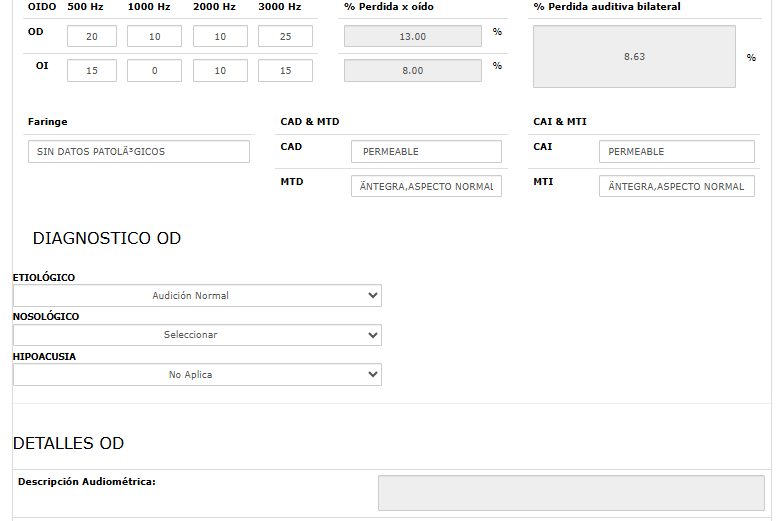 OIDO 500 Hz 1000 Hz 2000 Hz 3000 Hz % Perdida x oído % Perdida auditiva bilateral
OD 20 10 10 25 13.00 % 8.63 %
OI 15 0 10 15 8.00 %
Faringe CAD & MTD CAI & MTI
SIN DATOS PATOLÃ³GICOS CAD PERMEABLE CAI PERMEABLE
MTD ÃNTEGRA,ASPECTO NORMAL MTI ÃNTEGRA,ASPECTO NORMAL
DIAGNOSTICO OD
ETIOLÓGICO
Audición Normal
NOSOLÓGICO
Seleccionar
HIPOACUSIA
No Aplica
DETALLES OD
Descripción Audiométrica: